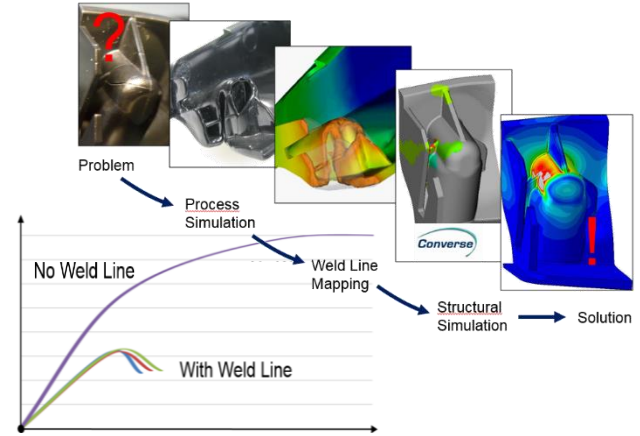 ?
Problem
Process
Simulation
Converse
No Weld Line
Weld Line
Mapping
!
Structural
Simulation
Solution
With Weld Line